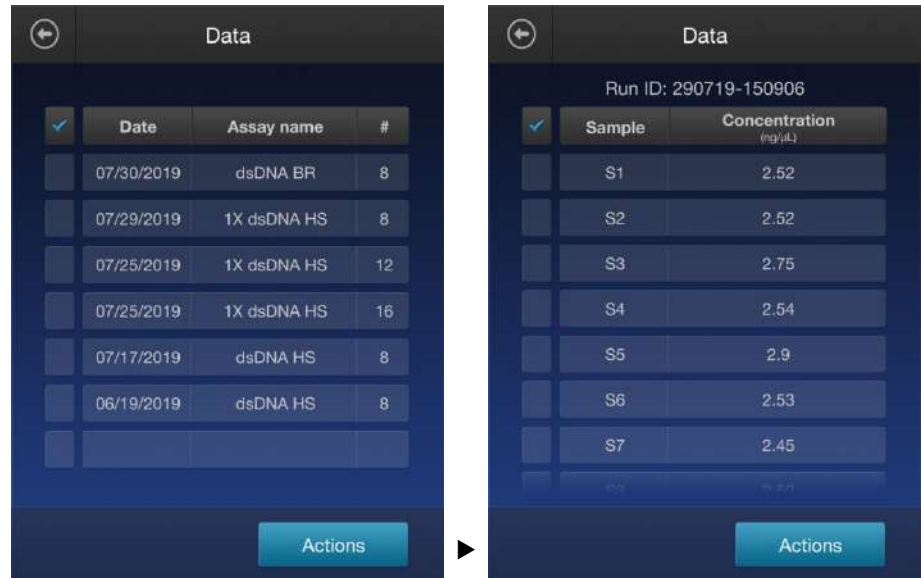 Data
Date Assay name #
07/30/2019 dsDNA BR 8
07/29/2019 1X dsDNA HS 8
07/25/2019 1X dsDNA HS 12
07/25/2019 1X dsDNA HS 16
07/17/2019 dsDNA HS 8
06/19/2019 dsDNA HS 8
Actions
Data
Run ID: 290719-150906
Sample Concentration
(ng/µL)
S1 2.52
S2 2.52
S3 2.75
S4 2.54
S5 2.9
S6 2.53
S7 2.45
Actions